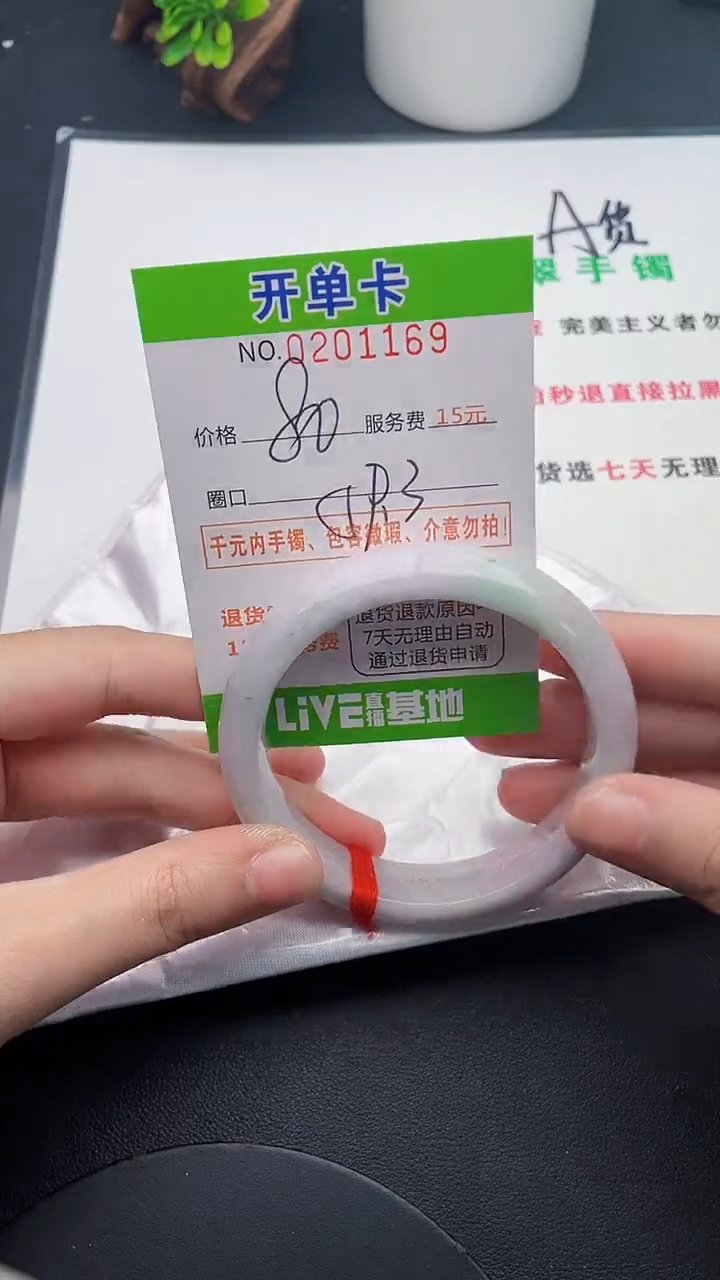 A货
翠手镯
完美主义者勿
秒退直接拉黑
货选七天无理
开单卡
NO.0201169
价格 80 服务费 15元
圈口
千元内手镯、包容微瑕、介意勿拍!
退货
退货退款原因
费
7天无理由自动
通过退货申请
LiVE直播基地